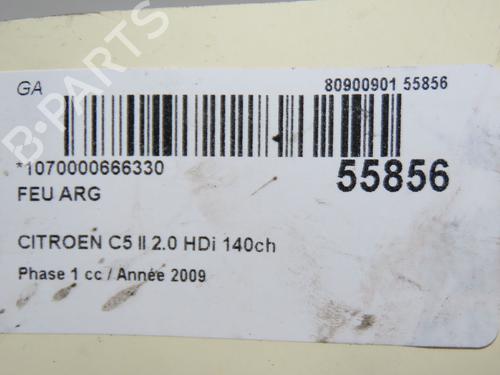 B-PARTS
GA
80900901 55856
*1070000666330
55856
FEU ARG
CITROEN C5 II 2.0 HDi 140ch
Phase 1 cc / Année 2009